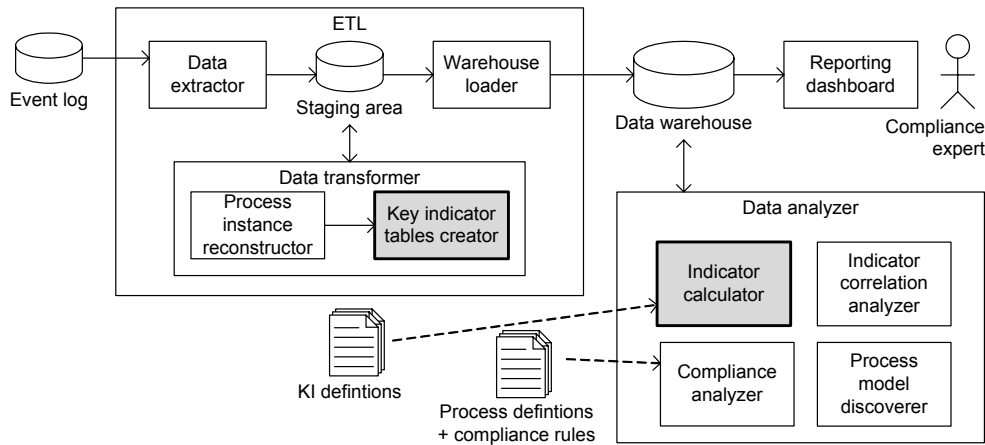 ETL
Event log
Data
extractor
Staging area
Warehouse
loader
Data warehouse
Reporting
dashboard
Compliance
expert
Data transformer
Process
instance
reconstructor
Key indicator
tables creator
Data analyzer
Indicator
calculator
Indicator
correlation
analyzer
Compliance
analyzer
Process
model
discoverer
KI defintions
Process defintions
+ compliance rules